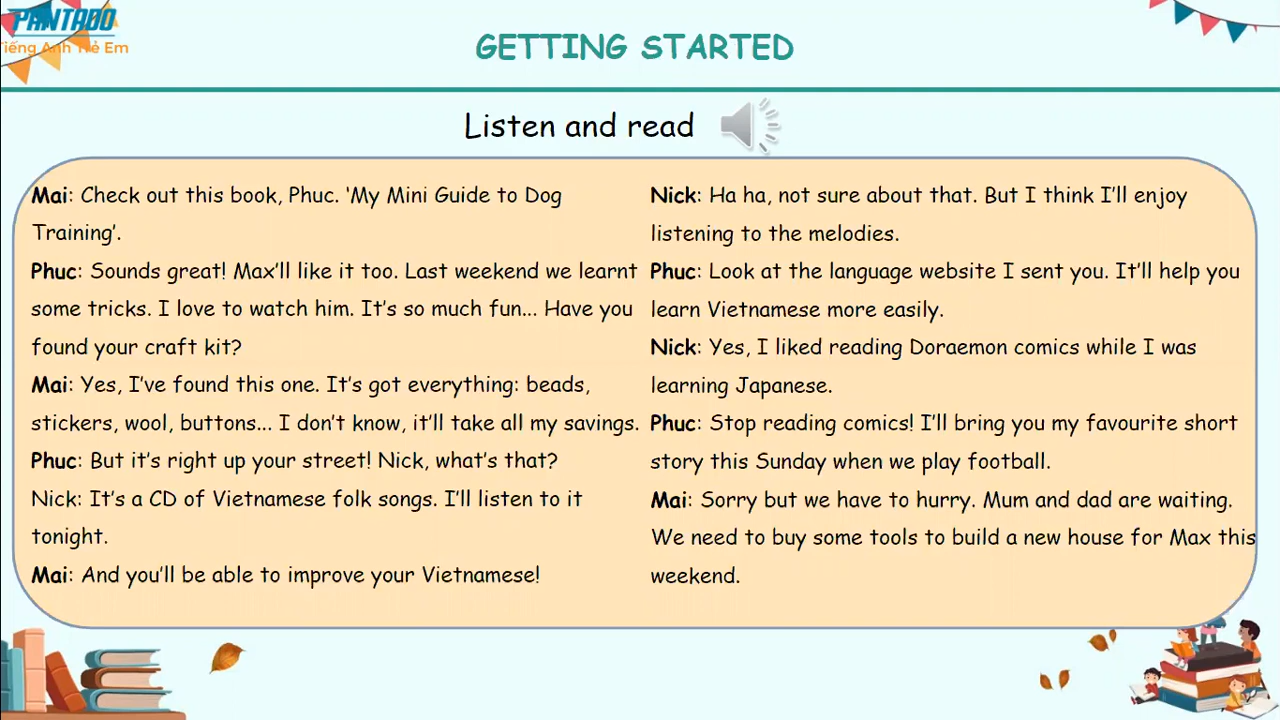 PANTADO
Tiếng Anh Trẻ Em
GETTING STARTED
Listen and read
Mai: Check out this book, Phuc. ‘My Mini Guide to Dog
Training’.
Phuc: Sounds great! Max’ll like it too. Last weekend we learnt
some tricks. I love to watch him. It’s so much fun... Have you
found your craft kit?
Mai: Yes, I’ve found this one. It’s got everything: beads,
stickers, wool, buttons... I don’t know, it’ll take all my savings.
Phuc: But it’s right up your street! Nick, what’s that?
Nick: It’s a CD of Vietnamese folk songs. I’ll listen to it
tonight.
Mai: And you’ll be able to improve your Vietnamese!
Nick: Ha ha, not sure about that. But I think I’ll enjoy
listening to the melodies.
Phuc: Look at the language website I sent you. It’ll help you
learn Vietnamese more easily.
Nick: Yes, I liked reading Doraemon comics while I was
learning Japanese.
Phuc: Stop reading comics! I’ll bring you my favourite short
story this Sunday when we play football.
Mai: Sorry but we have to hurry. Mum and dad are waiting.
We need to buy some tools to build a new house for Max this
weekend.